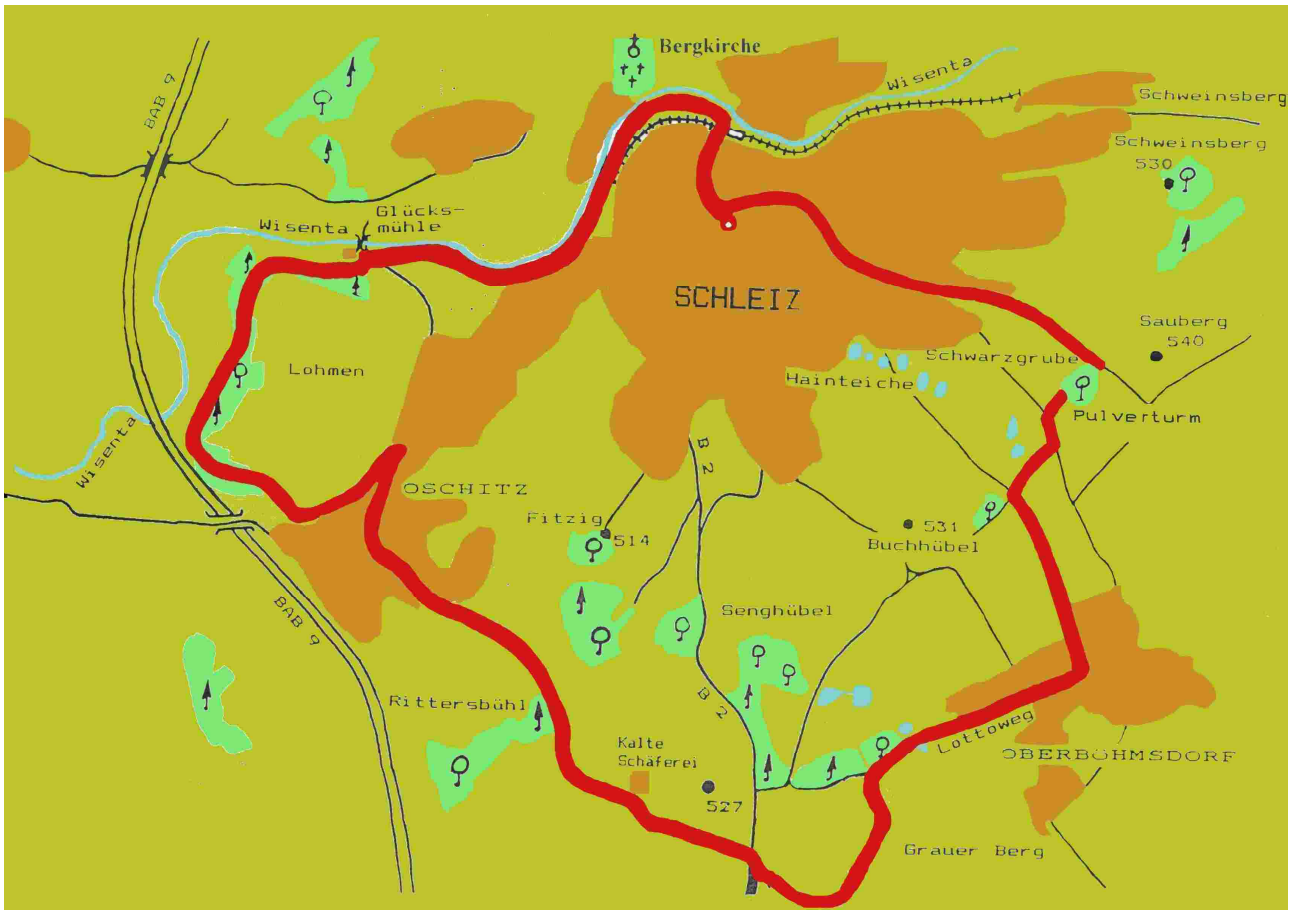 Bergkirche
BAB 9
Wisenta
Schweinsberg
Schweinsberg
530
Glücks-
mühle
Wisenta
SCHLEIZ
Sauberg
540
Schwarzgrube
Hainteiche
Lohmen
Pulverturm
Wisenta
B 2
OSCHITZ
Fitzig
514
531
Buchhübel
BAB 9
Senghübel
B 2
Rittersbühl
Kalte
Schäferei
527
Lottoweg
OBERBÖHMSDORF
Grauer Berg